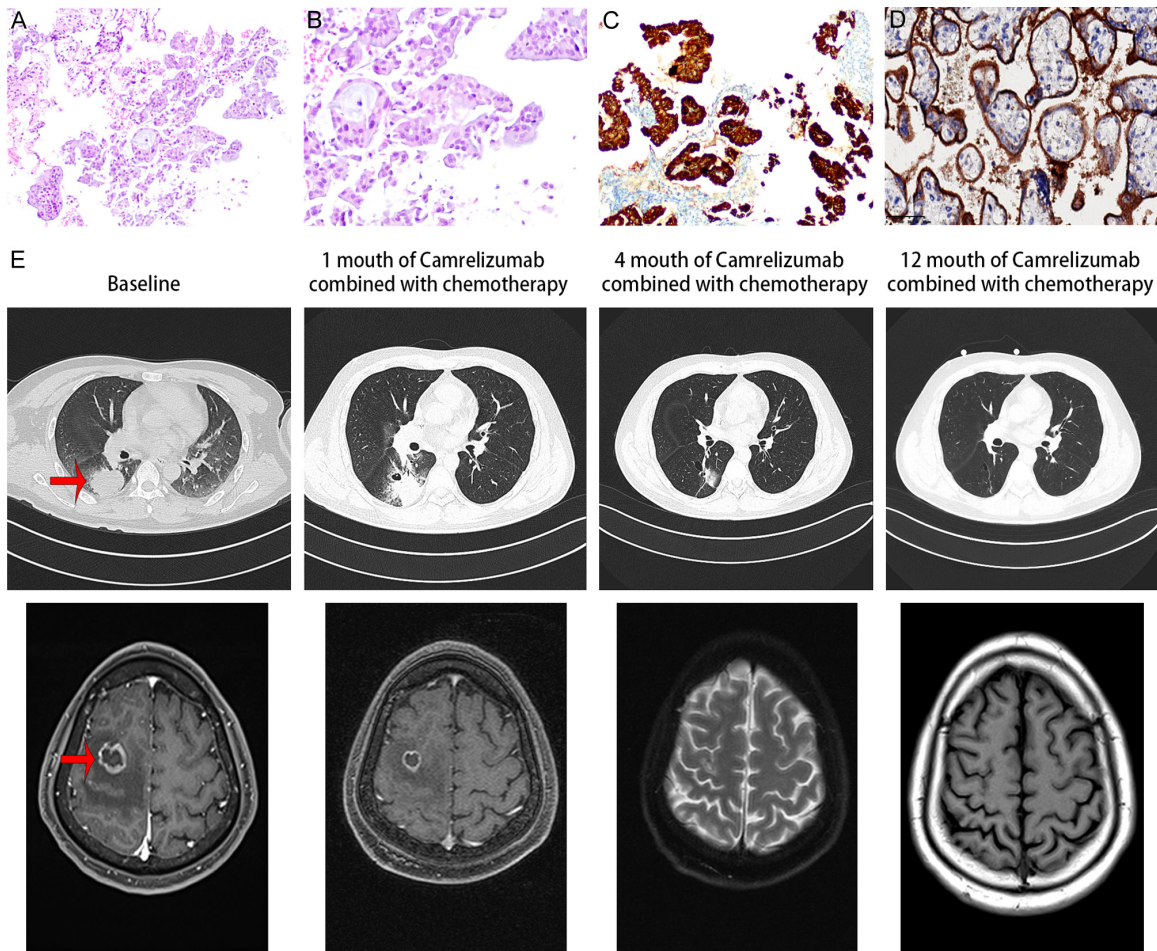 A
B
C
D
E
Baseline
1 mouth of Camrelizumab
combined with chemotherapy
4 mouth of Camrelizumab
combined with chemotherapy
12 mouth of Camrelizumab
combined with chemotherapy